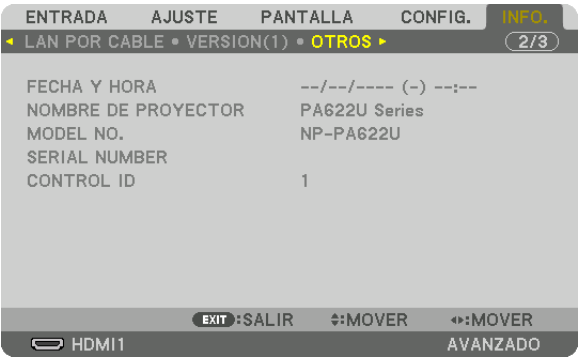 ENTRADA AJUSTE PANTALLA CONFIG. INFO.
◂ LAN POR CABLE • VERSION(1) • OTROS ▸ 2/3
FECHA Y HORA --/--/---- (-) --:--
NOMBRE DE PROYECTOR PA622U Series
MODEL NO. NP-PA622U
SERIAL NUMBER
CONTROL ID 1
EXIT :SALIR :MOVER :MOVER
HDMI1 AVANZADO